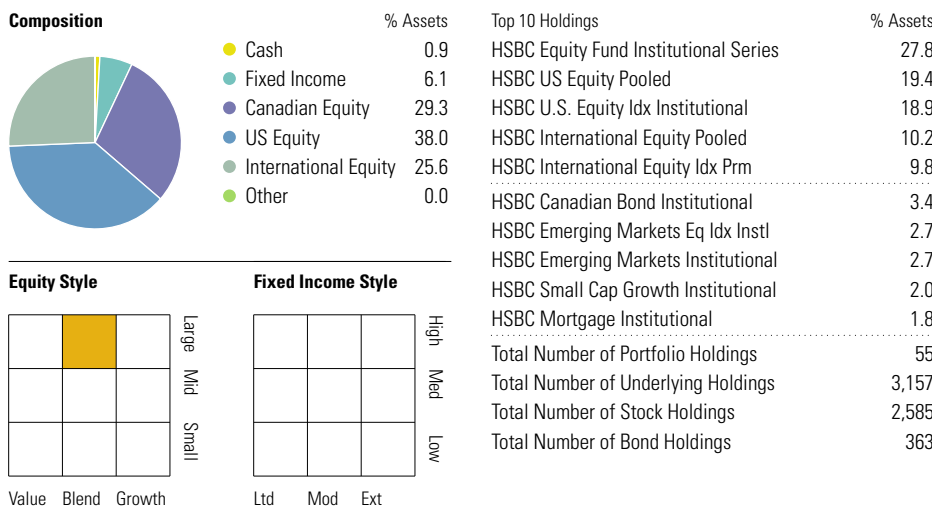 Composition % Assets
Cash 0.9
Fixed Income 6.1
Canadian Equity 29.3
US Equity 38.0
International Equity 25.6
Other 0.0
Equity Style
Large
Mid
Small
Value Blend Growth
Fixed Income Style
High
Med
Low
Ltd Mod Ext
Top 10 Holdings % Assets
HSBC Equity Fund Institutional Series 27.8
HSBC US Equity Pooled 19.4
HSBC U.S. Equity Idx Institutional 18.9
HSBC International Equity Pooled 10.2
HSBC International Equity Idx Prm 9.8
HSBC Canadian Bond Institutional 3.4
HSBC Emerging Markets Eq Idx Instl 2.7
HSBC Emerging Markets Institutional 2.7
HSBC Small Cap Growth Institutional 2.0
HSBC Mortgage Institutional 1.8
Total Number of Portfolio Holdings 55
Total Number of Underlying Holdings 3,157
Total Number of Stock Holdings 2,585
Total Number of Bond Holdings 363